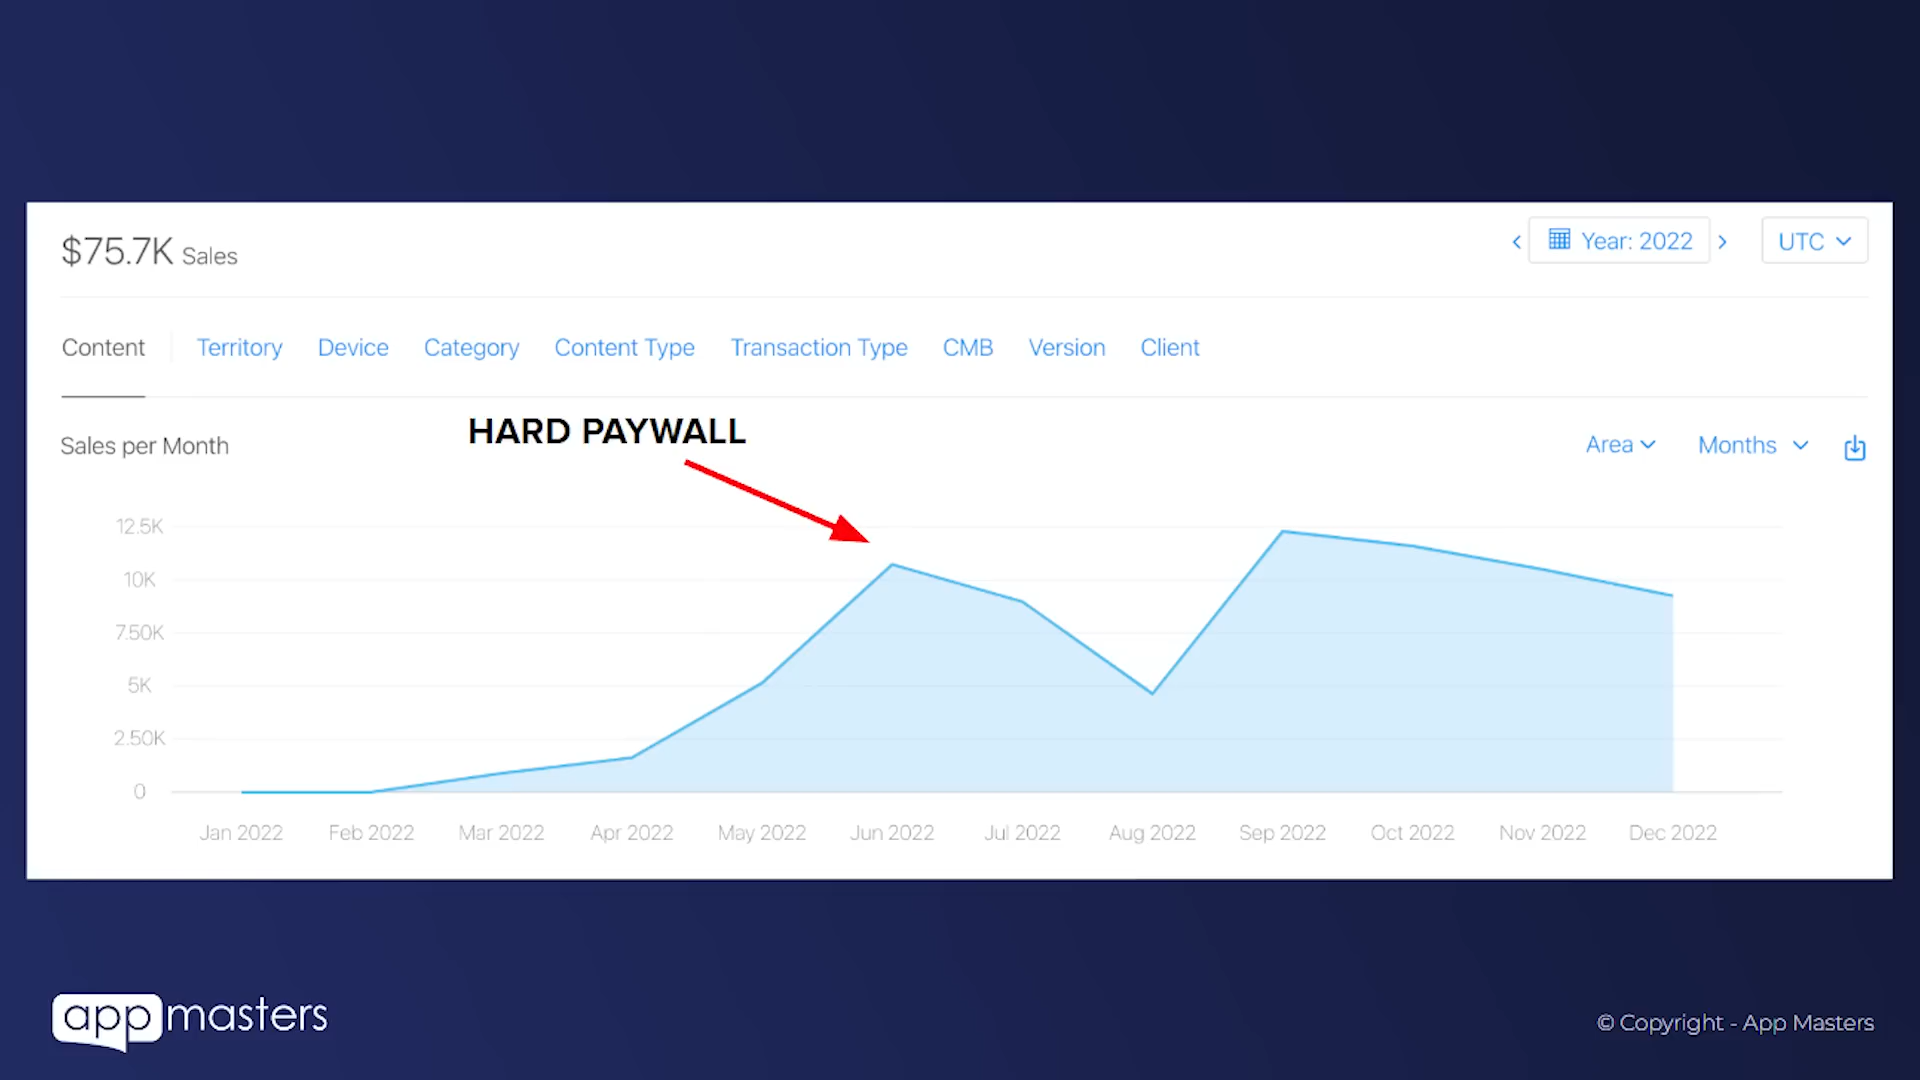 $75.7K Sales
Year: 2022
UTC
Content Territory Device Category Content Type Transaction Type CMB Version Client
HARD PAYWALL
Sales per Month
Area Months
12.5K
10K
7.50K
5K
2.50K
0
Jan 2022 Feb 2022 Mar 2022 Apr 2022 May 2022 Jun 2022 Jul 2022 Aug 2022 Sep 2022 Oct 2022 Nov 2022 Dec 2022
appmasters
© Copyright - App Masters